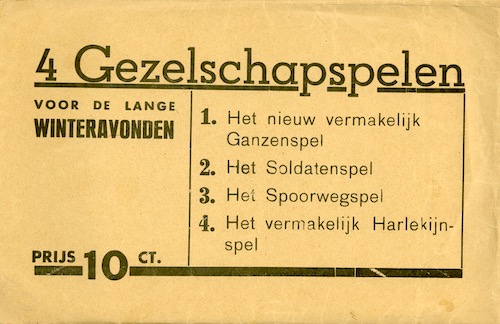 4 Gezelschapspelen
VOOR DE LANGE
WINTERAVONDEN
1. Het nieuw vermakelijk
Ganzenspel
2. Het Soldatenspel
3. Het Spoorwegspel
4. Het vermakelijk Harlekijn-
spel
PRIJS 10 CT.